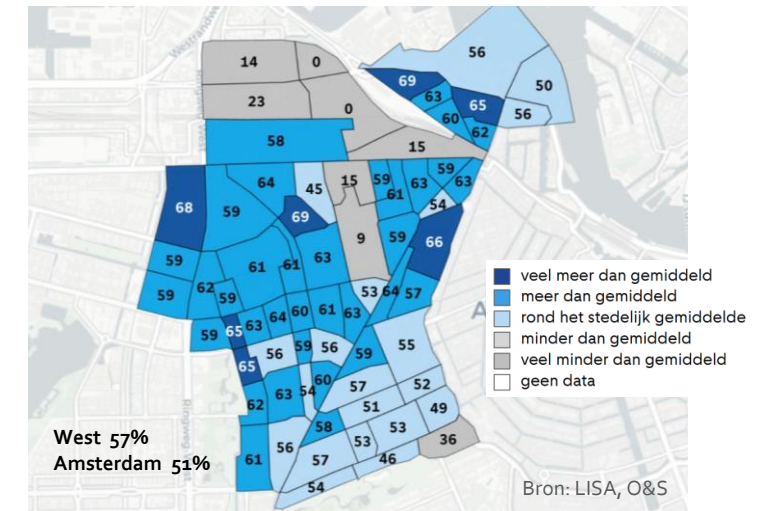 56
14 0
69
50
63
23 0
65
56
60
62
58
15
59
64 15 59 63 63
45 61
68
54
59 69
59 66
9
63
59 61 61
62 53 64 57
59 59
64 60 61 63
59 65 63
55
56 59 56 59
65
60
57 52
63 54
62
51 49
58 53
53 36
56
61 57 46
54
veel meer dan gemiddeld
meer dan gemiddeld
rond het stedelijk gemiddelde
minder dan gemiddeld
veel minder dan gemiddeld
geen data
West 57%
Amsterdam 51%
Bron: LISA, O&S
Westrandweg
Ringweg West
A